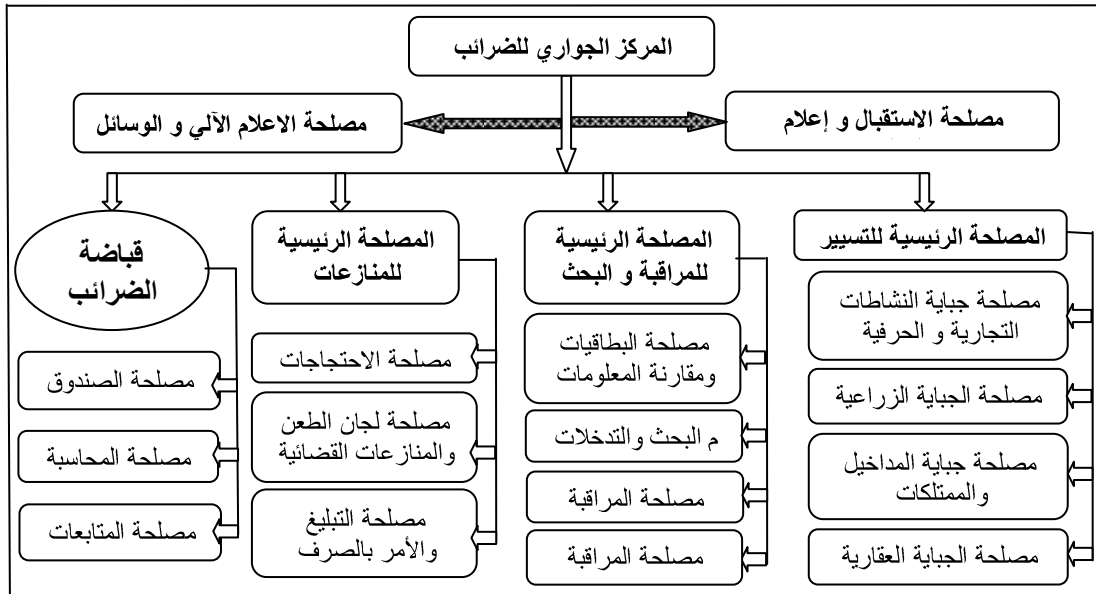 المركز الجواري للضرائب
مصلحة الاستقبال و إعلام
مصلحة الاعلام الآلي و الوسائل
المصلحة الرئيسية للتسيير
مصلحة جباية النشاطات
التجارية و الحرفية
مصلحة الجباية الزراعية
مصلحة جباية المداخيل
والممتلكات
مصلحة الجباية العقارية
المصلحة الرئيسية
للمراقبة و البحث
مصلحة البطاقيات
ومقارنة المعلومات
م البحث والتدخلات
مصلحة المراقبة
مصلحة المراقبة
المصلحة الرئيسية
للمنازعات
مصلحة الاحتجاجات
مصلحة لجان الطعن
والمنازعات القضائية
مصلحة التبليغ
والأمر بالصرف
قباضة
الضرائب
مصلحة الصندوق
مصلحة المحاسبة
مصلحة المتابعات